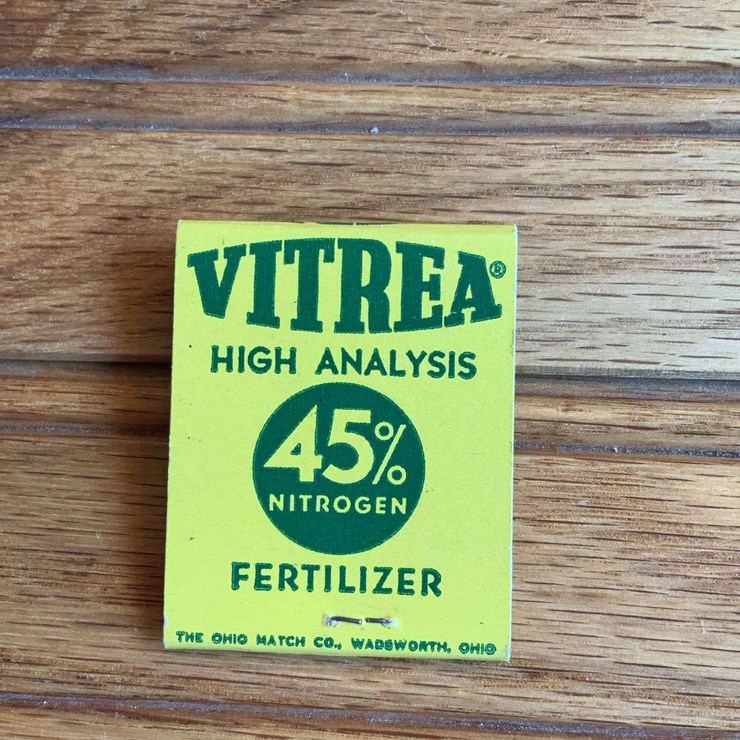 VITREA®
HIGH ANALYSIS
45%
NITROGEN
FERTILIZER
THE OHIO MATCH CO., WADSWORTH, OHIO